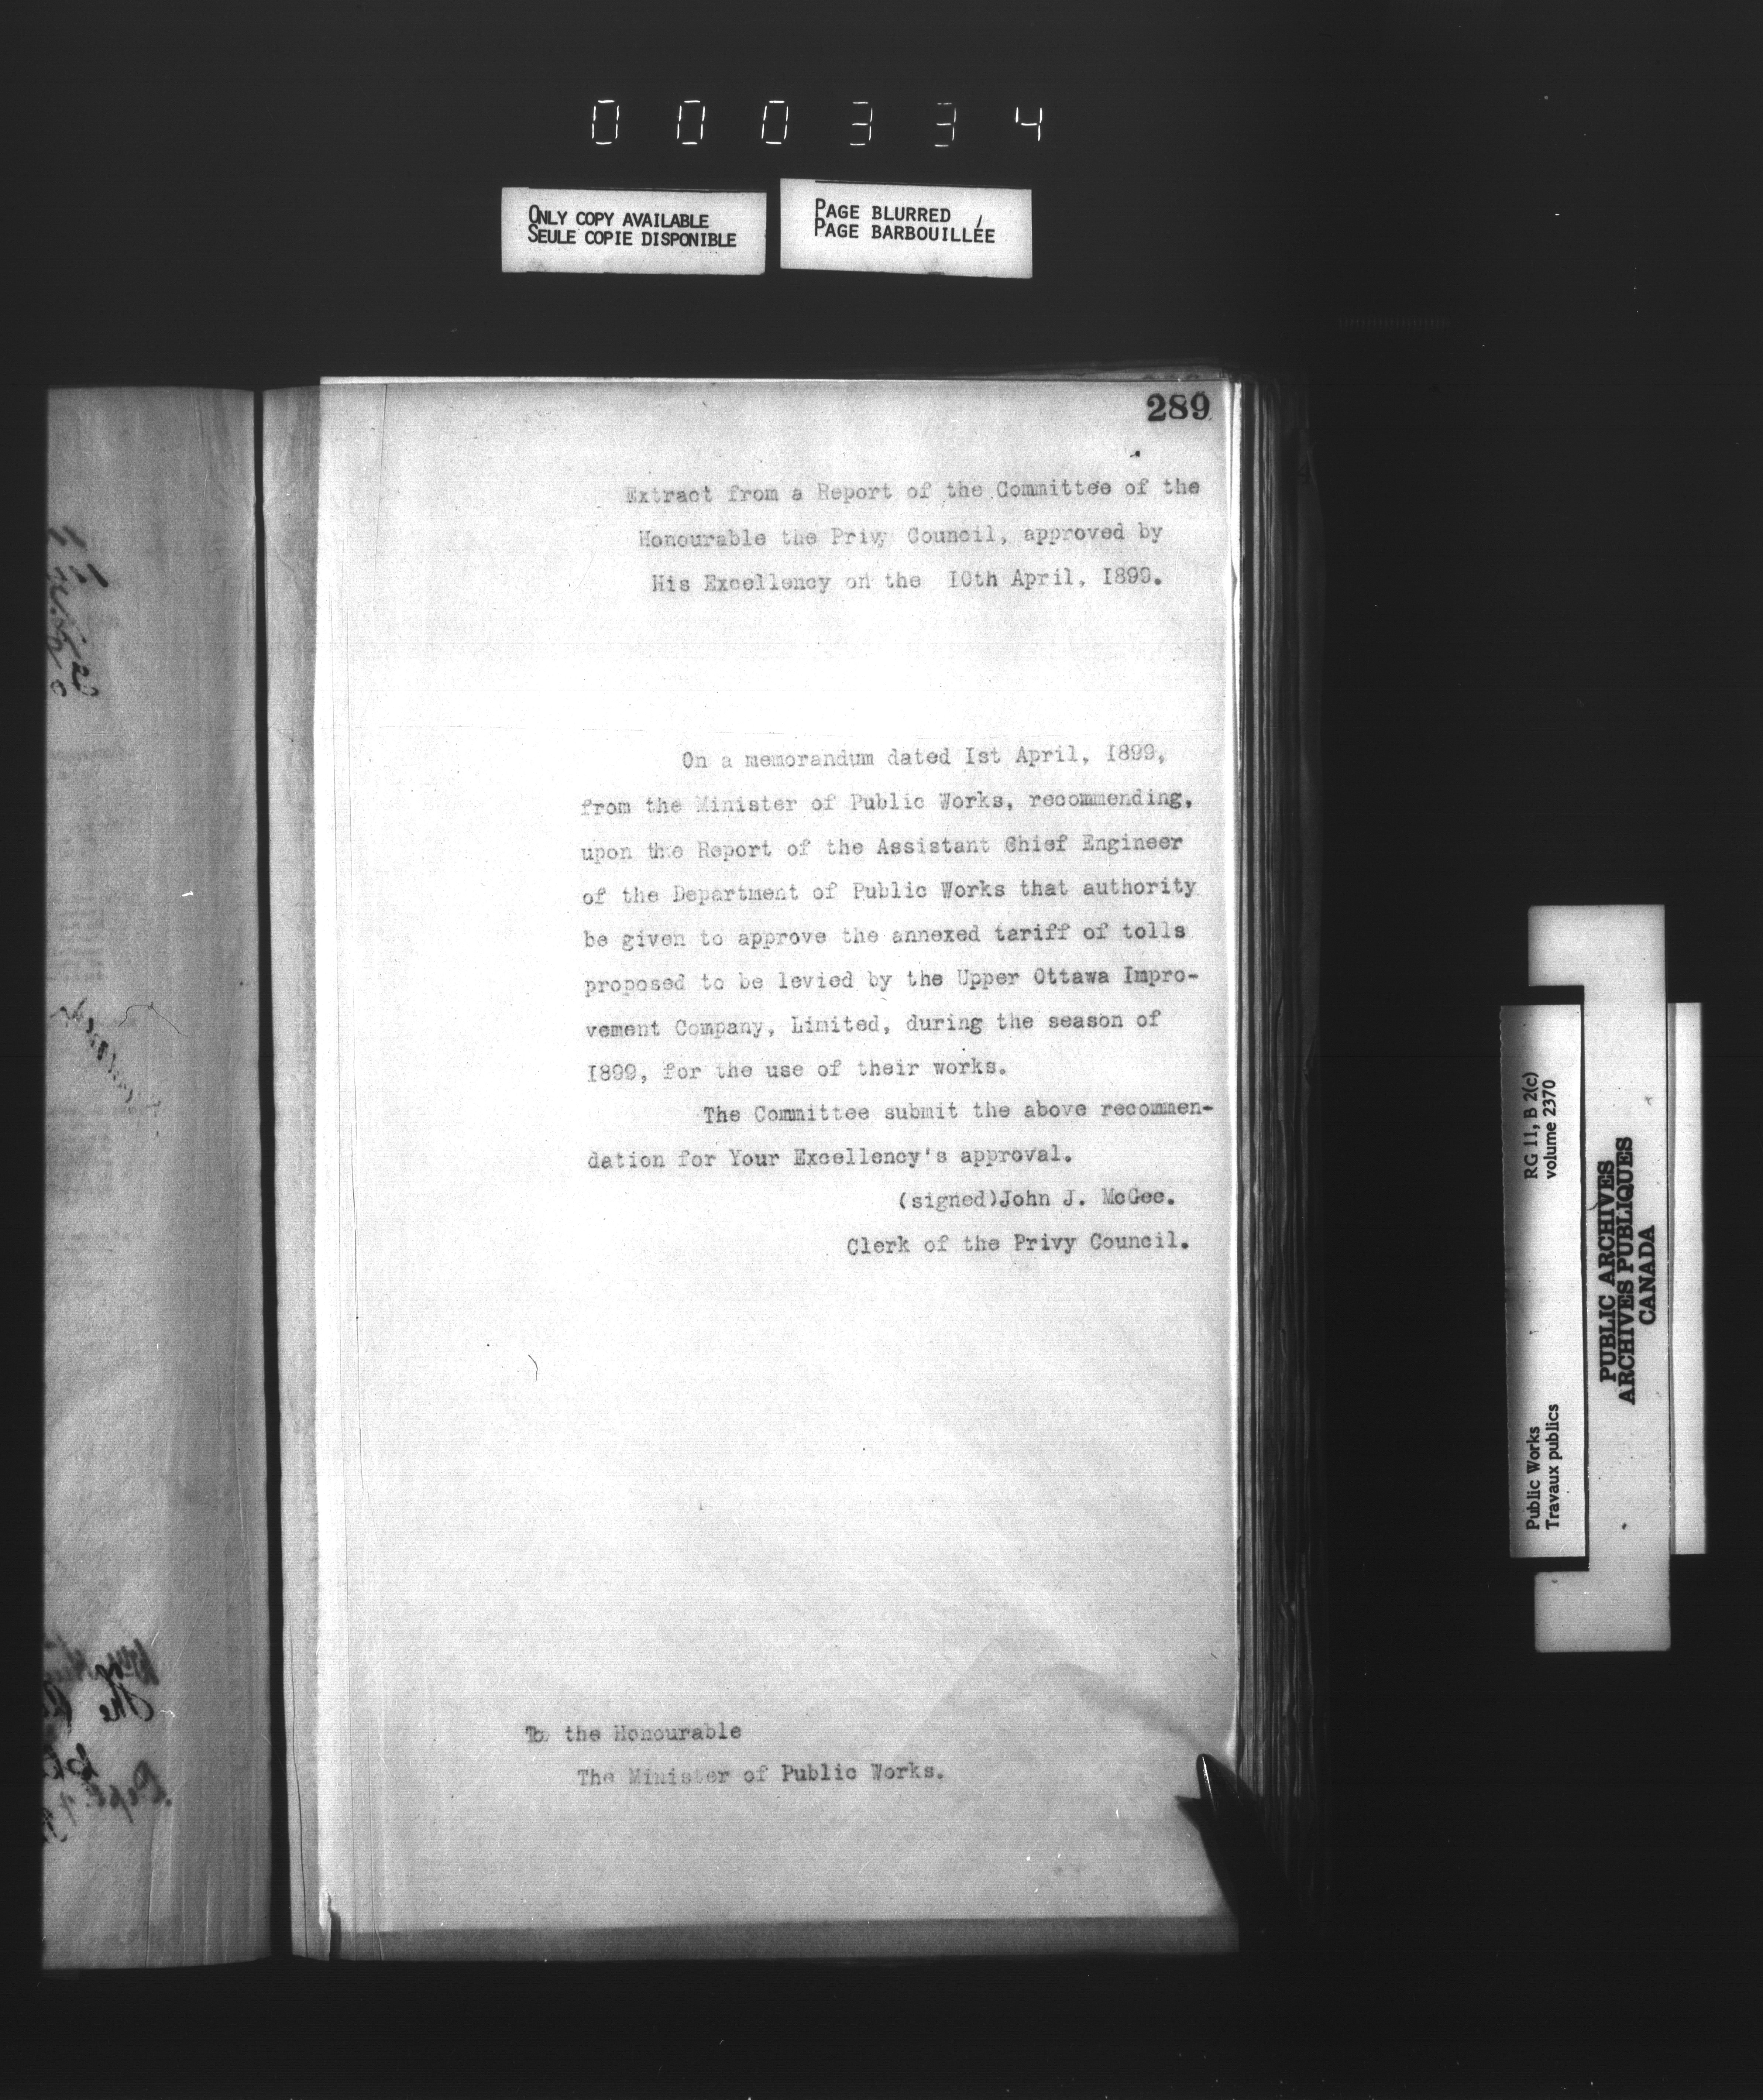 000334
ONLY COPY AVAILABLE
SEULE COPIE DISPONIBLE
PAGE BLURRED
PAGE BARBOUILLÉE
289
Extract from a Report of the Committee of the
Honourable the Privy Council, approved by
His Excellency on the 10th April, 1899.
On a memorandum dated Ist April, 1899,
from the Minister of Public Works, recommending,
upon the Report of the Assistant Chief Engineer
of the Department of Public Works that authority
be given to approve the annexed tariff of tolls
proposed to be levied by the Upper Ottawa Impro-
vement Company, Limited, during the season of
1899, for the use of their works.
The Committee submit the above recommen-
dation for Your Excellency's approval.
(signed)John J. McGee.
Clerk of the Privy Council.
To the Honourable
The Minister of Public Works.
RG 11, B 2(c)
volume 2370
Public Works
Travaux publics
PUBLIC ARCHIVES
ARCHIVES PUBLIQUES
CANADA